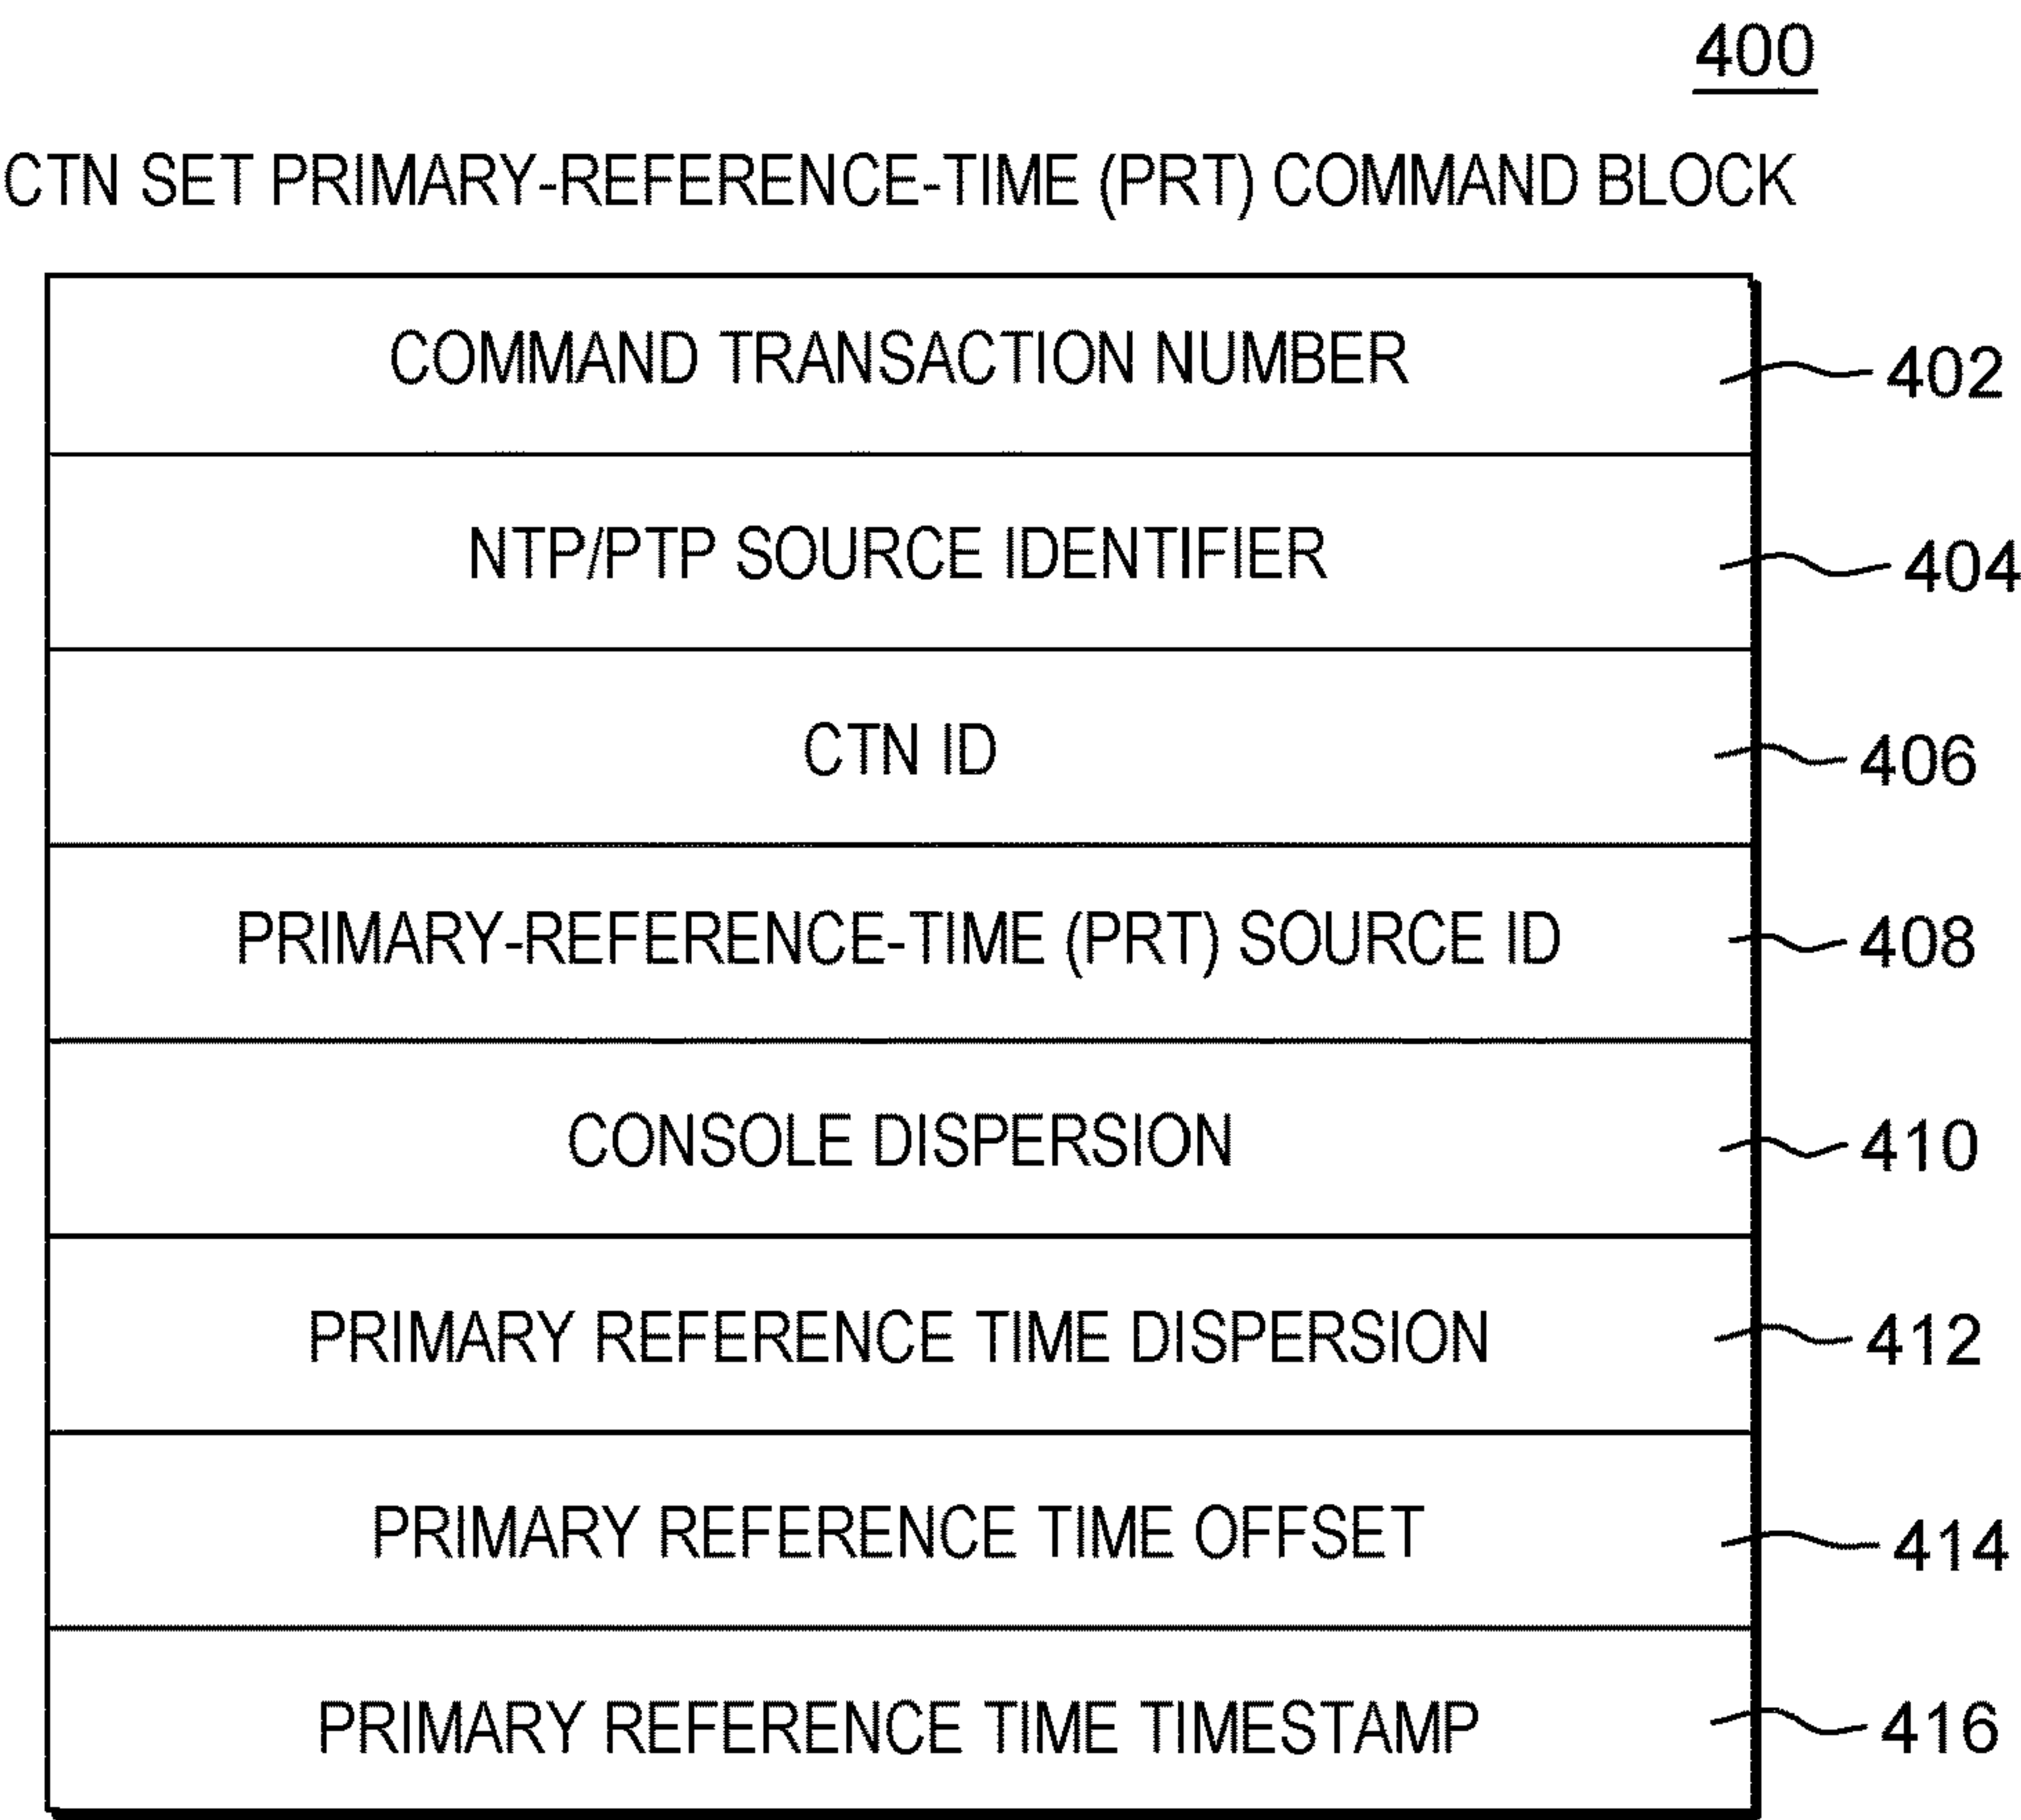 400
CTN SET PRIMARY-REFERENCE-TIME (PRT) COMMAND BLOCK
COMMAND TRANSACTION NUMBER 402
NTP/PTP SOURCE IDENTIFIER 404
CTN ID 406
PRIMARY-REFERENCE-TIME (PRT) SOURCE ID 408
CONSOLE DISPERSION 410
PRIMARY REFERENCE TIME DISPERSION 412
PRIMARY REFERENCE TIME OFFSET 414
PRIMARY REFERENCE TIME TIMESTAMP 416